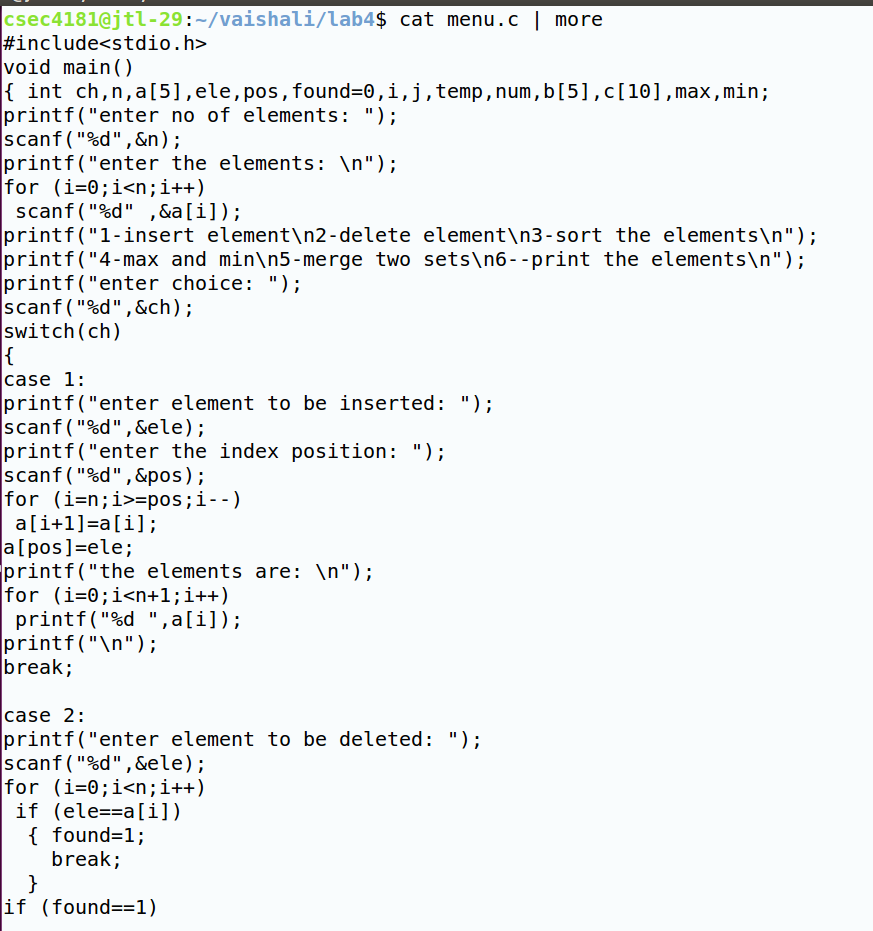 csec4181@jtl-29:~/vaishali/lab4$ cat menu.c | more
#include<stdio.h>
void main()
{ int ch,n,a[5],ele,pos,found=0,i,j,temp,num,b[5],c[10],max,min;
printf("enter no of elements: ");
scanf("%d",&n);
printf("enter the elements: \n");
for (i=0;i<n;i++)
 scanf("%d" ,&a[i]);
printf("1-insert element\n2-delete element\n3-sort the elements\n");
printf("4-max and min\n5-merge two sets\n6--print the elements\n");
printf("enter choice: ");
scanf("%d",&ch);
switch(ch)
{
case 1:
printf("enter element to be inserted: ");
scanf("%d",&ele);
printf("enter the index position: ");
scanf("%d",&pos);
for (i=n;i>=pos;i--)
 a[i+1]=a[i];
a[pos]=ele;
printf("the elements are: \n");
for (i=0;i<n+1;i++)
 printf("%d ",a[i]);
printf("\n");
break;

case 2:
printf("enter element to be deleted: ");
scanf("%d",&ele);
for (i=0;i<n;i++)
 if (ele==a[i])
  { found=1;
    break;
  }
if (found==1)